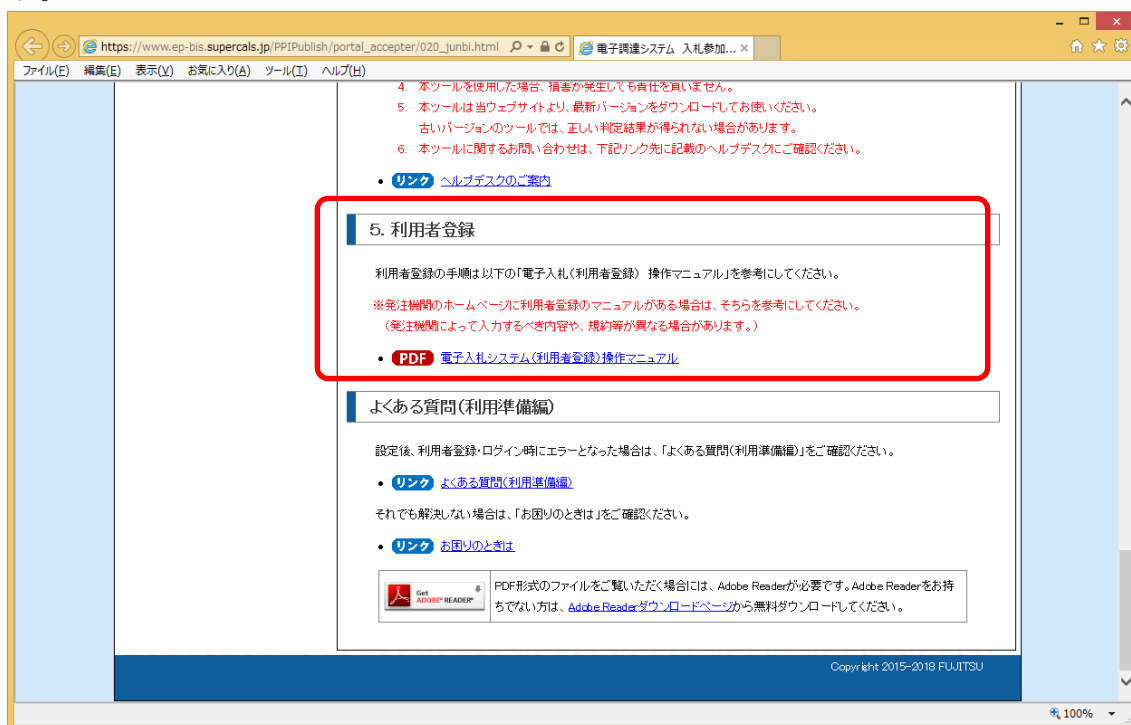 https://www.ep-bis.supercals.jp/PPIPublish/portal_accepter/020_junbi.html
電子調達システム 入札参加...
ファイル(F) 編集(E) 表示(V) お気に入り(A) ツール(T) ヘルプ(H)
4. 本ツールを使用した場合、損害が発生しても責任を負いません。
5. 本ツールは当ウェブサイトより、最新バージョンをダウンロードしてお使いください。
古いバージョンのツールでは、正しい判定結果が得られない場合があります。
6. 本ツールに関するお問い合わせは、下記リンク先に記載のヘルプデスクにご確認ください。
• リンク ヘルプデスクのご案内
5. 利用者登録
利用者登録の手順は以下の「電子入札(利用者登録) 操作マニュアル」を参考にしてください。
※発注機関のホームページに利用者登録のマニュアルがある場合は、そちらを参考にしてください。
(発注機関によって入力するべき内容や、規約等が異なる場合があります。)
• PDF 電子入札システム(利用者登録)操作マニュアル
よくある質問(利用準備編)
設定後、利用者登録・ログイン時にエラーとなった場合は、「よくある質問(利用準備編)」をご確認ください。
• リンク よくある質問(利用準備編)
それでも解決しない場合は、「お困りのときは」をご確認ください。
• リンク お困りのときは
Get
ADOBE® READER®
PDF形式のファイルをご覧いただく場合には、Adobe Readerが必要です。Adobe Readerをお持
ちでない方は、Adobe Readerダウンロードページから無料ダウンロードしてください。
Copyright 2015-2018 FUJITSU
100%